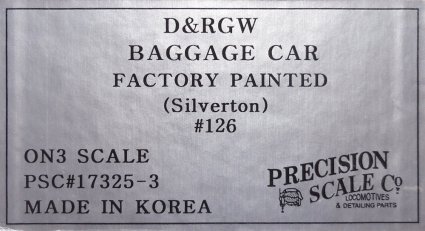 D&RGW
BAGGAGE CAR
FACTORY PAINTED
(Silverton)
#126
ON3 SCALE
PSC#17325-3
MADE IN KOREA
PRECISION
SCALE Co.
LOCOMOTIVES
& DETAILING PARTS